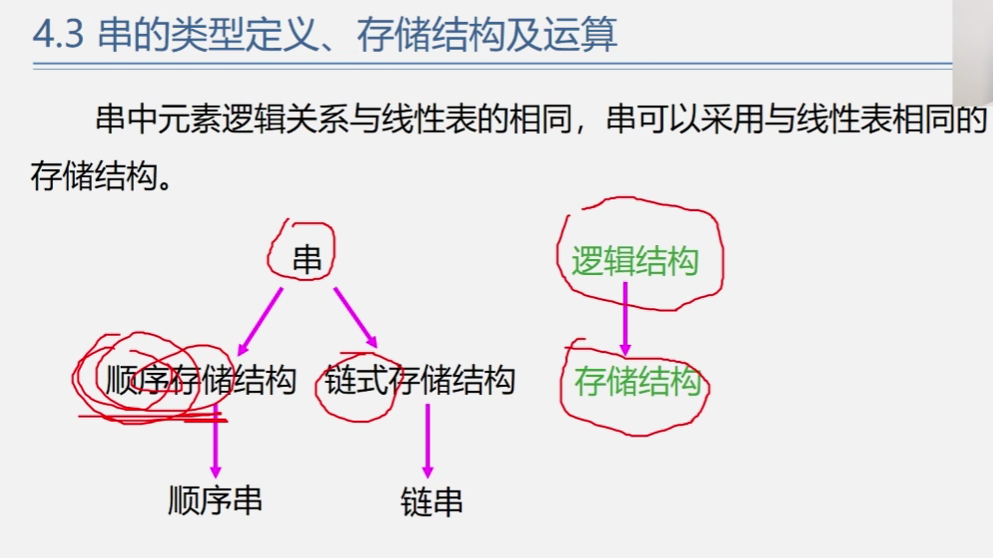 4.3 串的类型定义、存储结构及运算
串中元素逻辑关系与线性表的相同，串可以采用与线性表相同的
存储结构。
串 逻辑结构
顺序存储结构 链式存储结构 存储结构
顺序串 链串